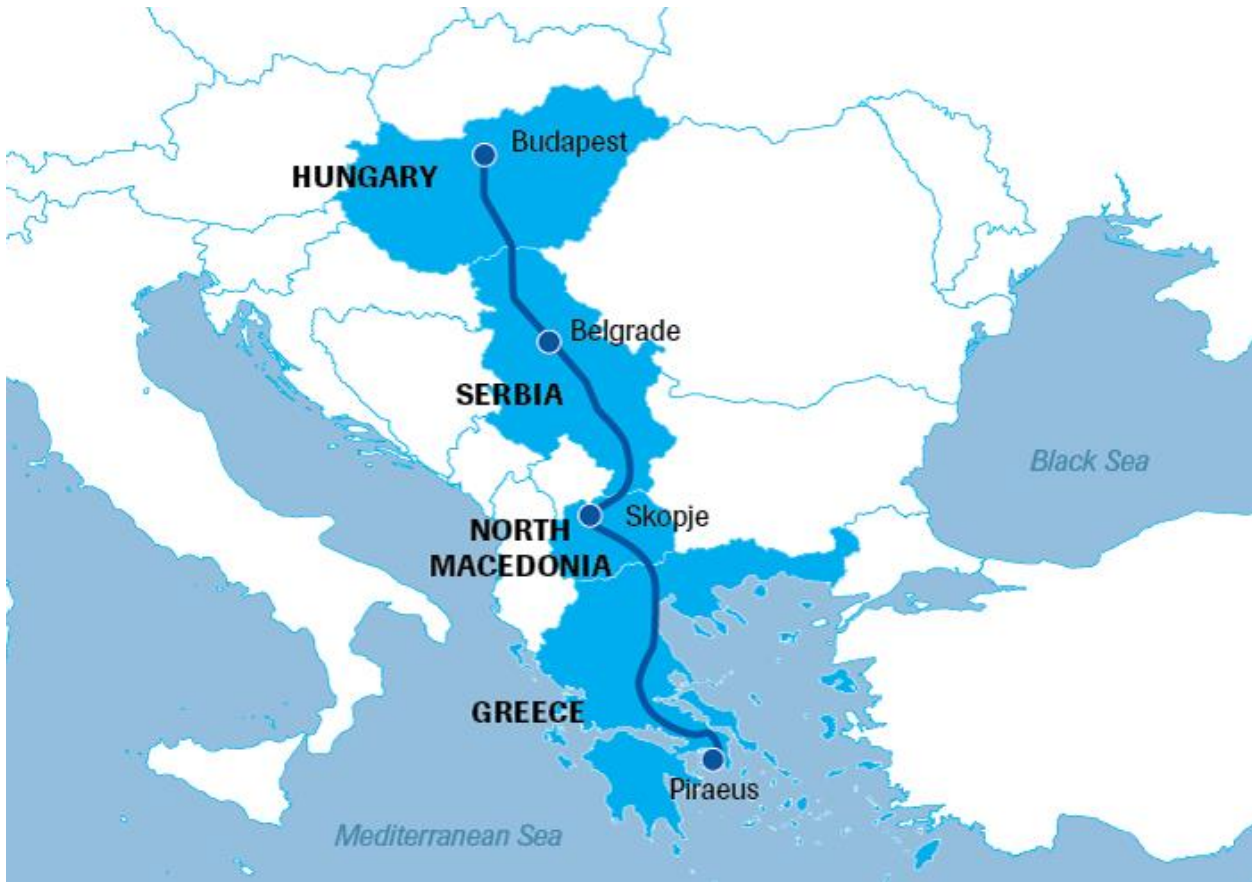 Budapest
HUNGARY
Belgrade
SERBIA
Black Sea
Skopje
NORTH
MACEDONIA
GREECE
Piraeus
Mediterranean Sea